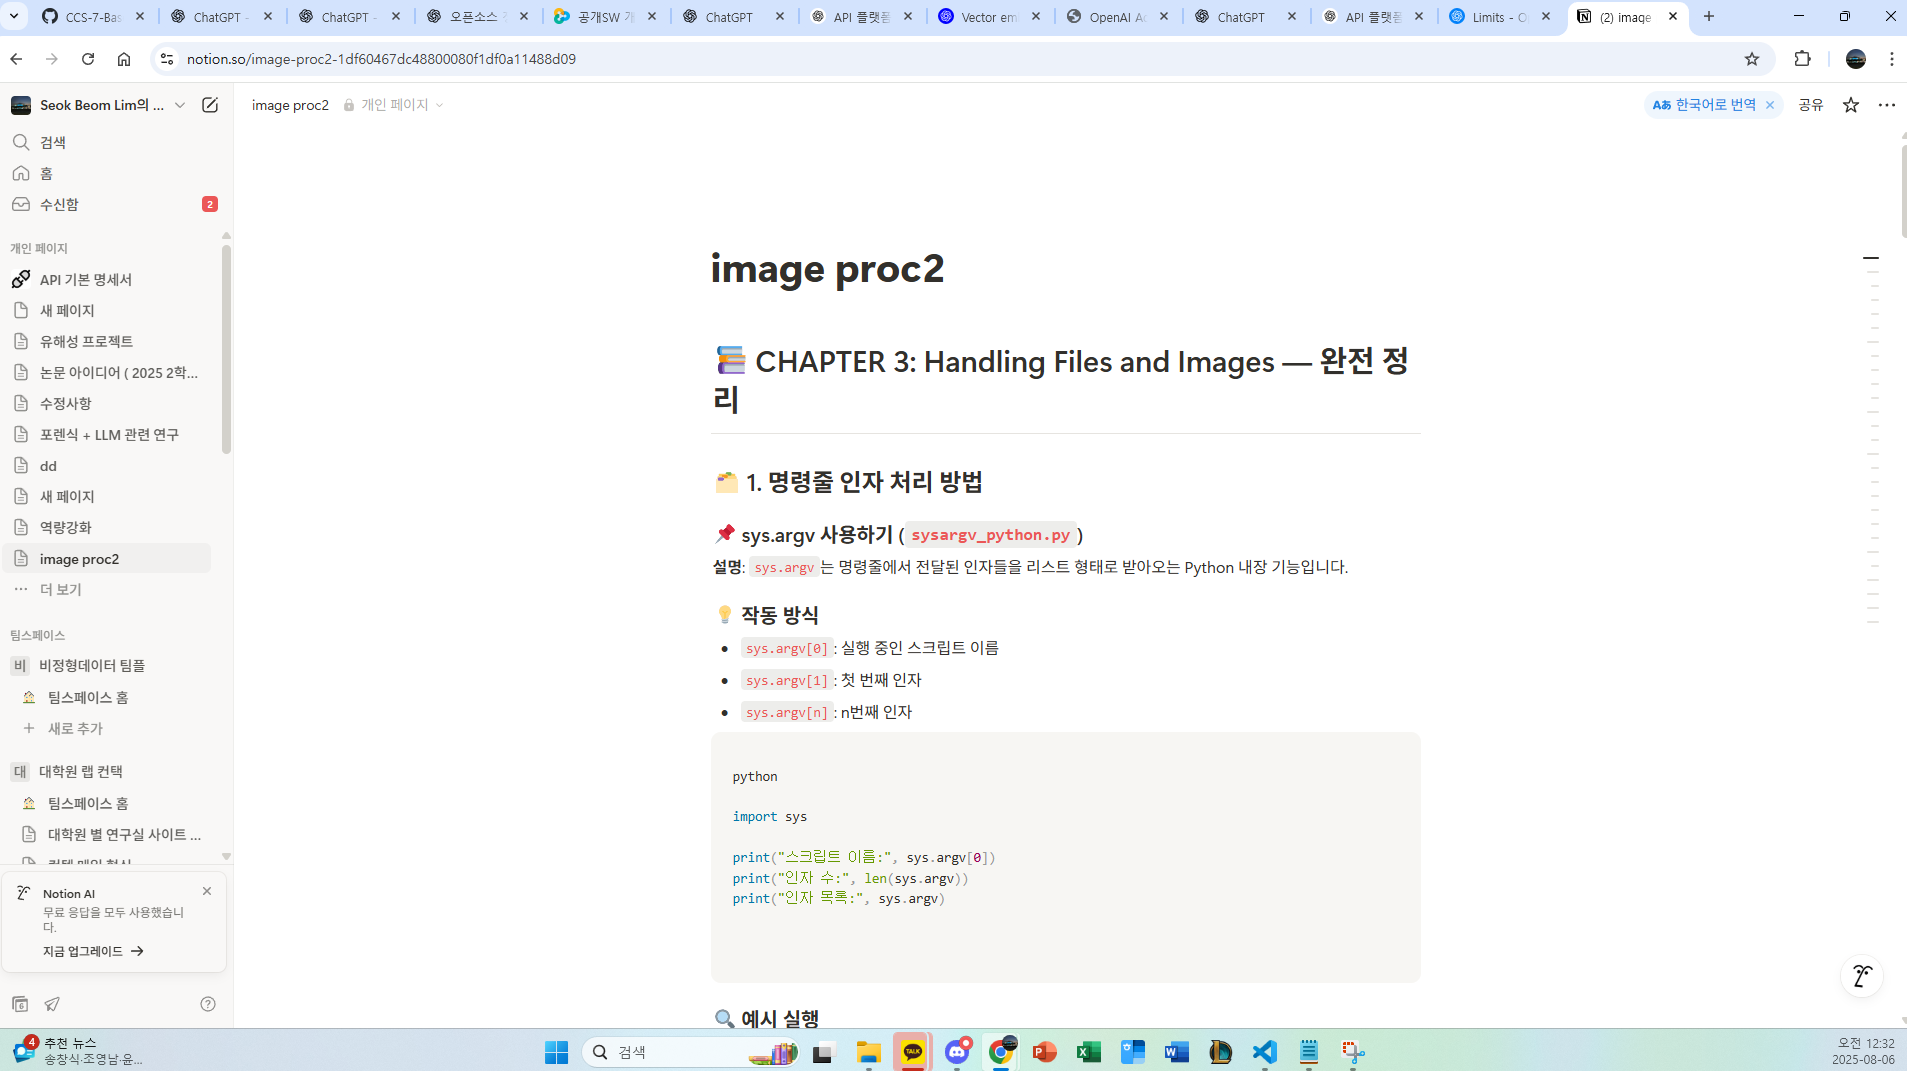 CCS-7-Bas
ChatGPT -
ChatGPT -
오픈소스
공개SW 개
ChatGPT
API 플랫폼
Vector em
OpenAI Ac
ChatGPT
API 플랫폼
Limits - O
(2) image
notion.so/image-proc2-1df60467dc48800080f1df0a11488d09
Seok Beom Lim의 ...
image proc2
개인 페이지
한국어로 번역
공유
검색
홈
수신함
2
개인 페이지
API 기본 명세서
새 페이지
유해성 프로젝트
논문 아이디어 ( 2025 2학...
수정사항
포렌식 + LLM 관련 연구
dd
새 페이지
역량강화
image proc2
더 보기
팀스페이스
비 비정형데이터 팀플
팀스페이스 홈
새로 추가
대 대학원 랩 컨택
팀스페이스 홈
대학원 별 연구실 사이트 ...
Notion AI
무료 응답을 모두 사용했습니
다.
지금 업그레이드 →
image proc2
CHAPTER 3: Handling Files and Images — 완전 정
리
1. 명령줄 인자 처리 방법
sys.argv 사용하기 (sysargv_python.py)
설명: sys.argv는 명령줄에서 전달된 인자들을 리스트 형태로 받아오는 Python 내장 기능입니다.
작동 방식
• sys.argv[0] : 실행 중인 스크립트 이름
• sys.argv[1] : 첫 번째 인자
• sys.argv[n] : n번째 인자
python
import sys
print("스크립트 이름:", sys.argv[0])
print("인자 수:", len(sys.argv))
print("인자 목록:", sys.argv)
예시 실행
4
추천 뉴스
송창식·조영남·윤...
검색
TALK
오전 12:32
2025-08-06